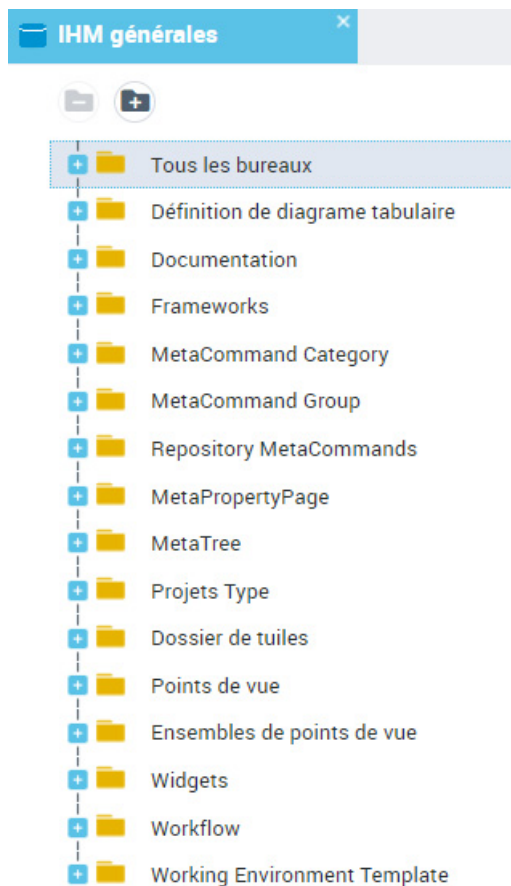 IHM générales
Tous les bureaux
Définition de diagrame tabulaire
Documentation
Frameworks
MetaCommand Category
MetaCommand Group
Repository MetaCommands
MetaPropertyPage
MetaTree
Projets Type
Dossier de tuiles
Points de vue
Ensembles de points de vue
Widgets
Workflow
Working Environment Template